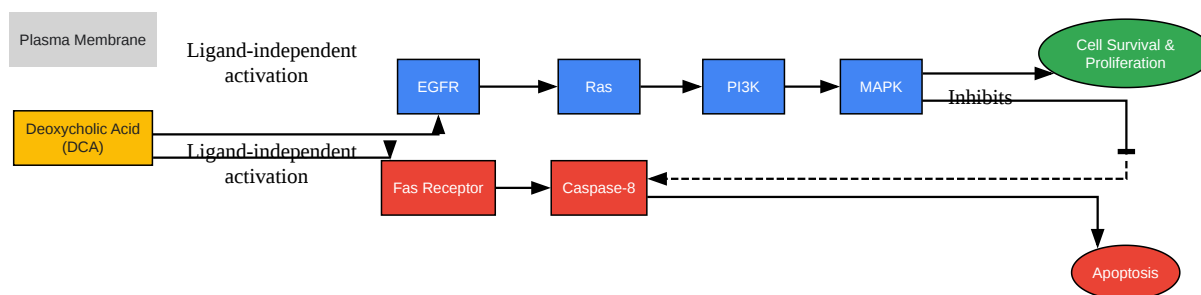 Plasma Membrane
Ligand-independent
activation
Cell Survival &
Proliferation
EGFR
Ras
PI3K
MAPK
Inhibits
Deoxycholic Acid
(DCA)
Ligand-independent
activation
Fas Receptor
Caspase-8
Apoptosis